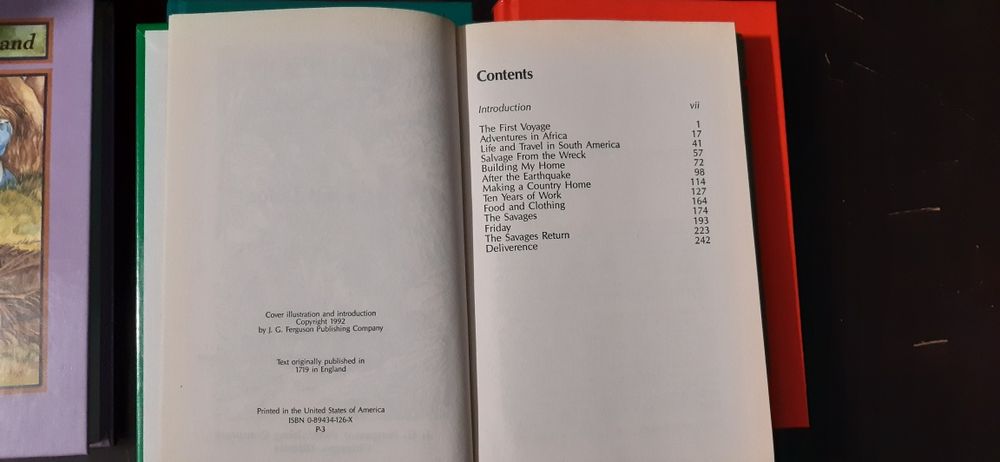 and
Cover illustration and introduction
Copyright 1992
by J. G. Ferguson Publishing Company
Text originally published in
1719 in England
Printed in the United States of America
ISBN 0-89434-126-X
P-3
Contents
Introduction vii
The First Voyage 1
Adventures in Africa 17
Life and Travel in South America 41
Salvage From the Wreck 57
Building My Home 72
After the Earthquake 98
Making a Country Home 114
Ten Years of Work 127
Food and Clothing 164
The Savages 174
Friday 193
The Savages Return 223
Deliverence 242